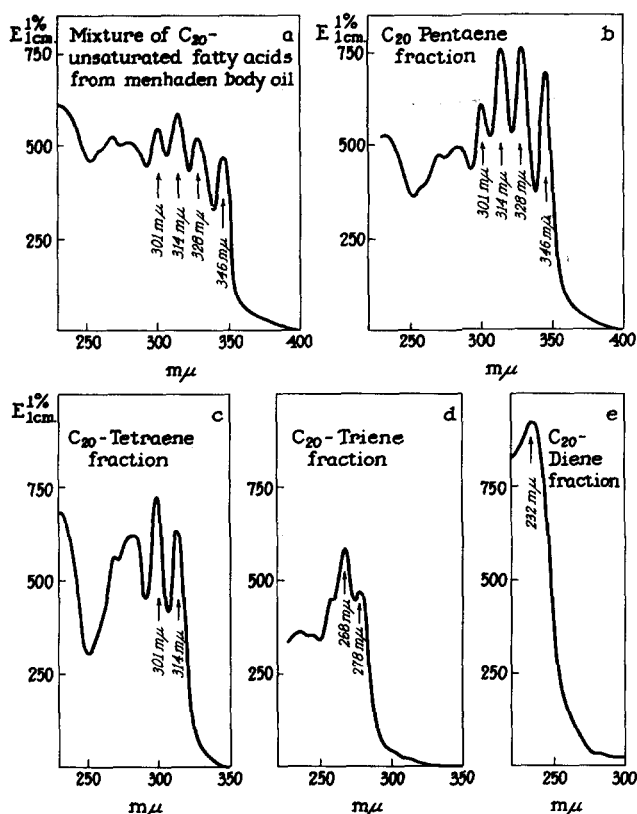 E 1% 1cm.
Mixture of C20-
unsaturated fatty acids
from menhaden body oil
a
750
500
250
301 mμ
314 mμ
328 mμ
346 mμ
250
300
350
400
mμ
E 1% 1cm.
C20 Pentaene
fraction
b
750
500
250
301 mμ
314 mμ
328 mμ
346 mμ
250
300
350
400
mμ
E 1% 1cm.
C20-Tetraene
fraction
c
750
500
250
301 mμ
314 mμ
250
300
350
mμ
C20-Triene
fraction
d
750
500
250
268 mμ
278 mμ
250
300
350
mμ
C20-
Diene
fraction
e
750
500
250
232 mμ
250
300
mμ